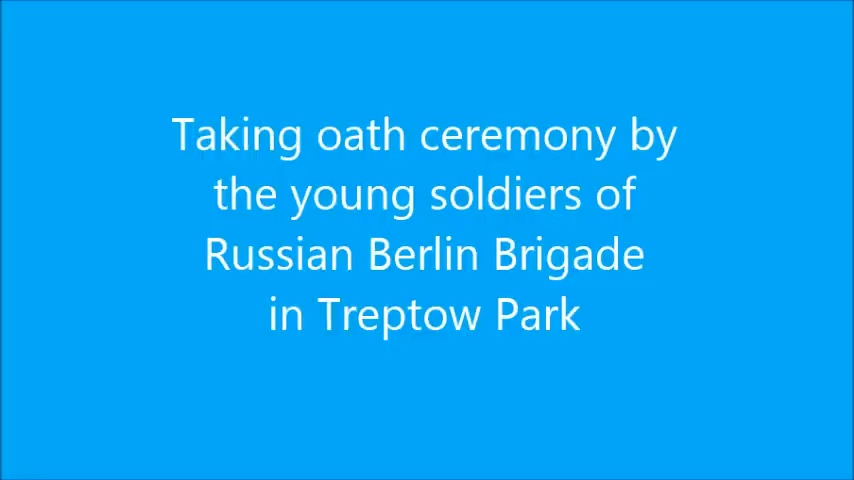 Taking oath ceremony by
the young soldiers of
Russian Berlin Brigade
in Treptow Park